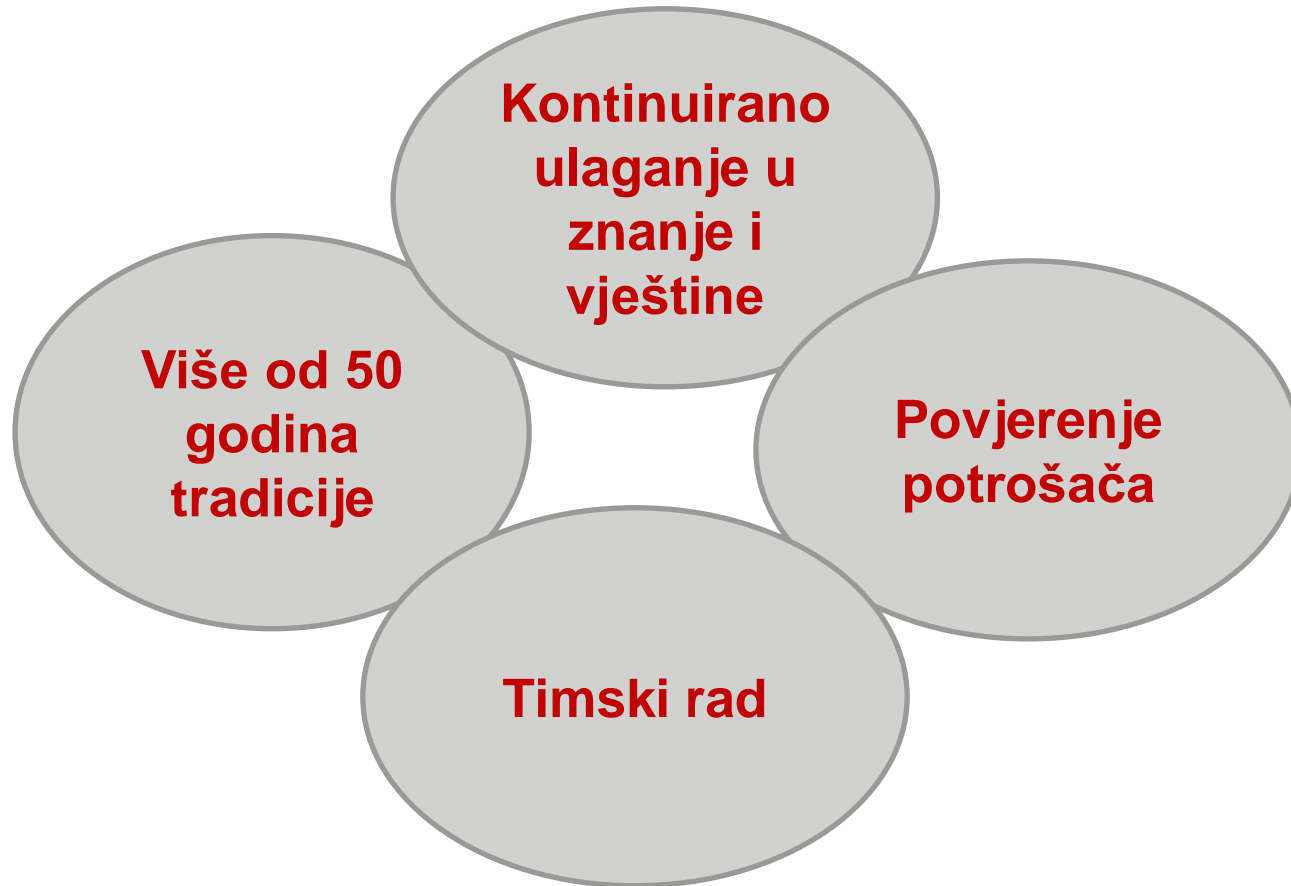 Kontinuirano
ulaganje u
znanje i
vještine
Više od 50
godina
tradicije
Povjerenje
potrošača
Timski rad